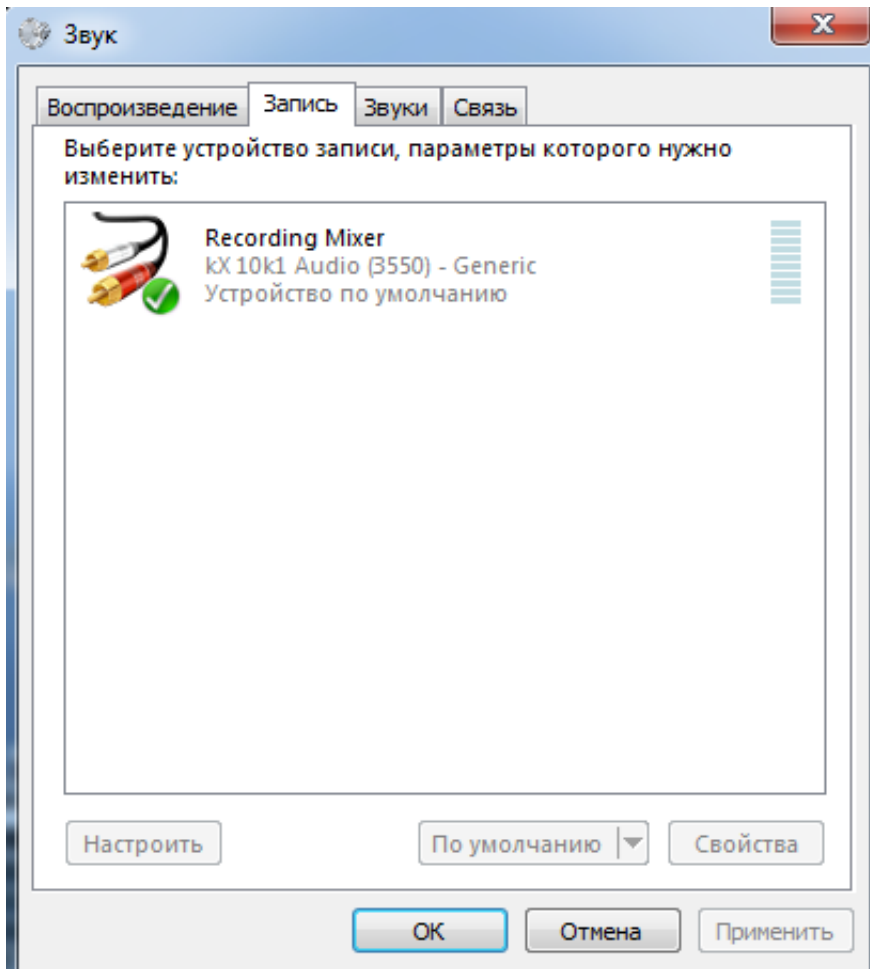 Звук
Воспроизведение
Запись
Звуки
Связь
Выберите устройство записи, параметры которого нужно
изменить:
Recording Mixer
kX 10k1 Audio (3550) - Generic
Устройство по умолчанию
Настроить
По умолчанию
Свойства
ОК
Отмена
Применить